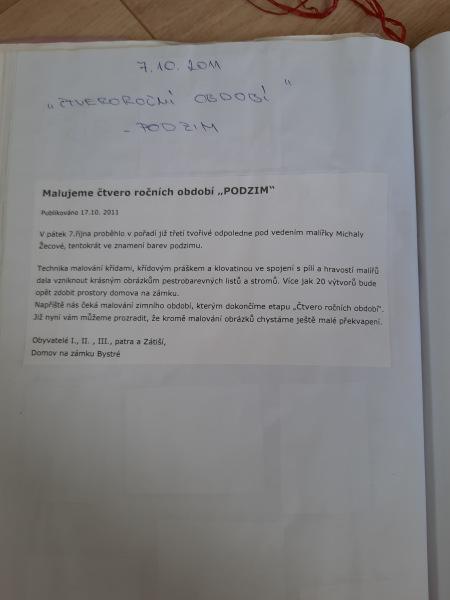 7.10.2011
„ČTVEROROČNÍ OBDOBÍ"
- PODZIM
Malujeme čtvero ročních období „PODZIM"
Publikováno 17.10. 2011
V pátek 7.října proběhlo v pořadí již třetí tvořivé odpoledne pod vedením malířky Michaly
Žecové, tentokráte ve znamení barev podzimu.
Technika malování křídami, křídovým práškem a klovatinou ve spojení s pílí a hravostí malířů
dala vzniknout krásným obrázkům pestrobarevných listů a stromů. Více jak 20 výtvorů bude
opět zdobit prostory domova na zámku.
Napříště nás čeká malování zimního období, kterým dokončíme etapu „Čtvero ročních období".
Již nyní vám můžeme prozradit, že kromě malování obrázků chystáme ještě malé překvapení.
Obyvatelé I., II. , III., patra a Zátiší,
Domov na zámku Bystré